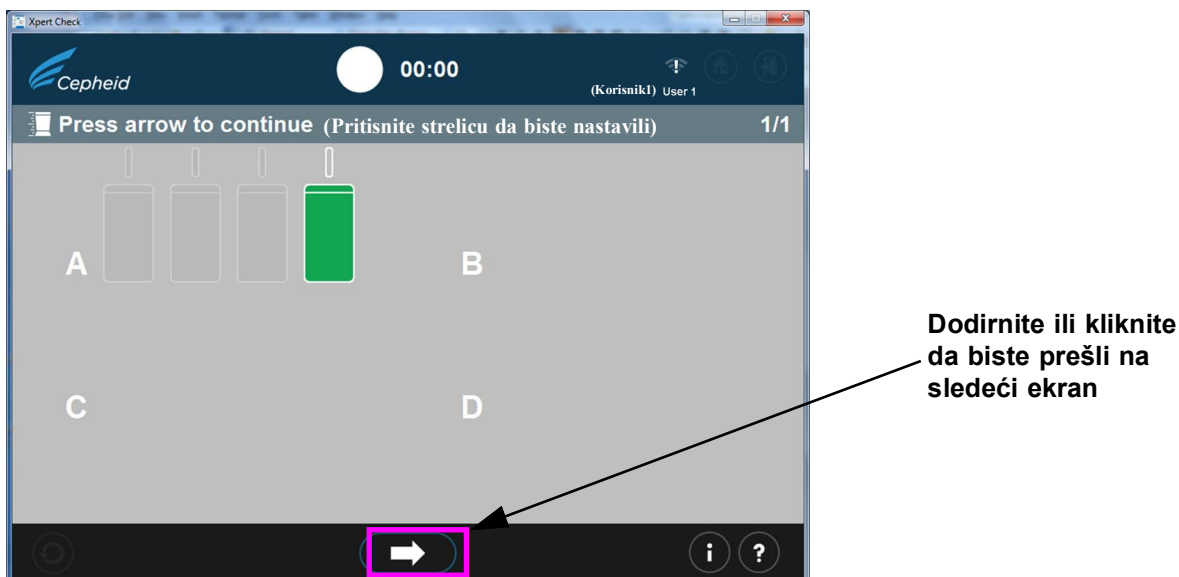 Xpert Check
Cepheid
00:00
(Korisnik1) User 1
Press arrow to continue (Pritisnite strelicu da biste nastavili) 1/1
A
B
C
D
i ?
Dodirnite ili kliknite
da biste prešli na
sledeći ekran